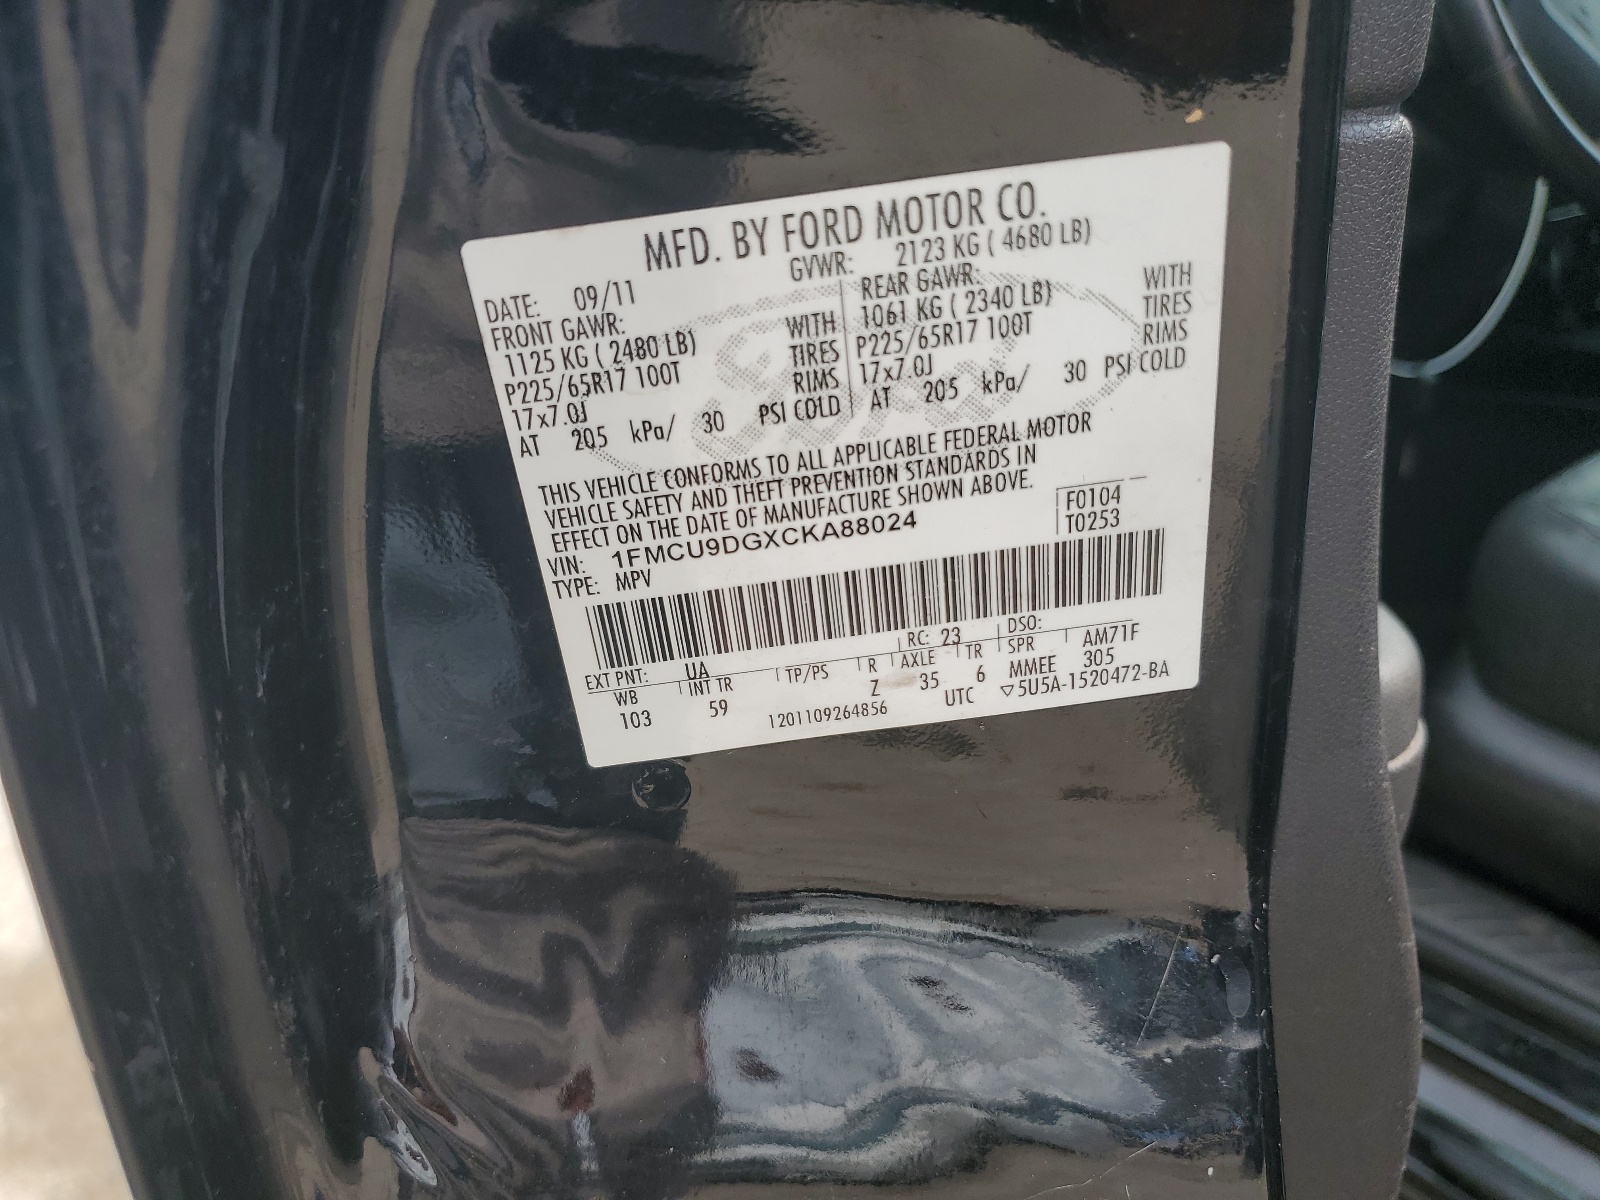 MFD. BY FORD MOTOR CO.
DATE: 09/11 GVWR: 2123 KG ( 4680 LB)
FRONT GAWR: REAR GAWR:
1125 KG ( 2480 LB) WITH 1061 KG ( 2340 LB) WITH
P225/65R17 100T TIRES P225/65R17 100T TIRES
17x7.0J RIMS 17x7.0J RIMS
AT 205 kPa/ 30 PSI COLD AT 205 kPa/ 30 PSI COLD
THIS VEHICLE CONFORMS TO ALL APPLICABLE FEDERAL MOTOR
VEHICLE SAFETY AND THEFT PREVENTION STANDARDS IN
EFFECT ON THE DATE OF MANUFACTURE SHOWN ABOVE.
F0104
VIN: 1FMCU9DGXCKA88024 T0253
TYPE: MPV
EXT PNT: UA RC: 23 DSO:
WB INT TR TP/PS R AXLE TR SPR AM71F
103 59 Z 35 6 MMEE 305
1201109264856 UTC ▽5U5A-1520472-BA
Ford